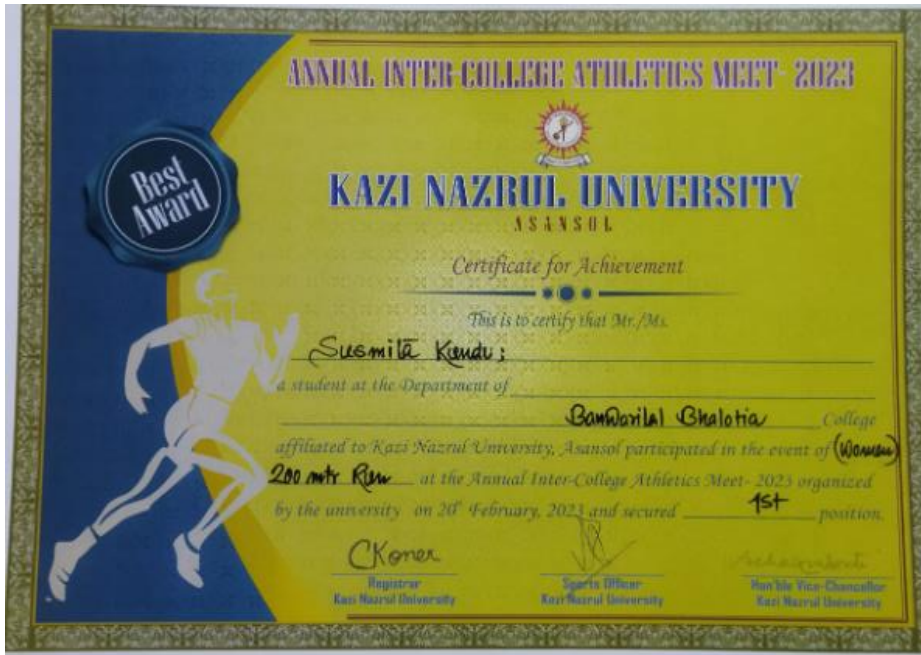 ANNUAL INTER-COLLEGE ATHLETICS MEET- 2023
Best
Award
KAZI NAZRUL UNIVERSITY
ASANSOL
Certificate for Achievement
This is to certify that Mr./Ms.
Susmita Kundu ;
a student at the Department of
Banwarilal Bhalotia College
affiliated to Kazi Nazrul University, Asansol participated in the event of (Women)
200 mtr Run at the Annual Inter-College Athletics Meet- 2023 organized
by the university on 20th February, 2023 and secured 1st position.
CKoner
Registrar
Kazi Nazrul University
Sports Officer
Kazi Nazrul University
Hon'ble Vice-Chancellor
Kazi Nazrul University